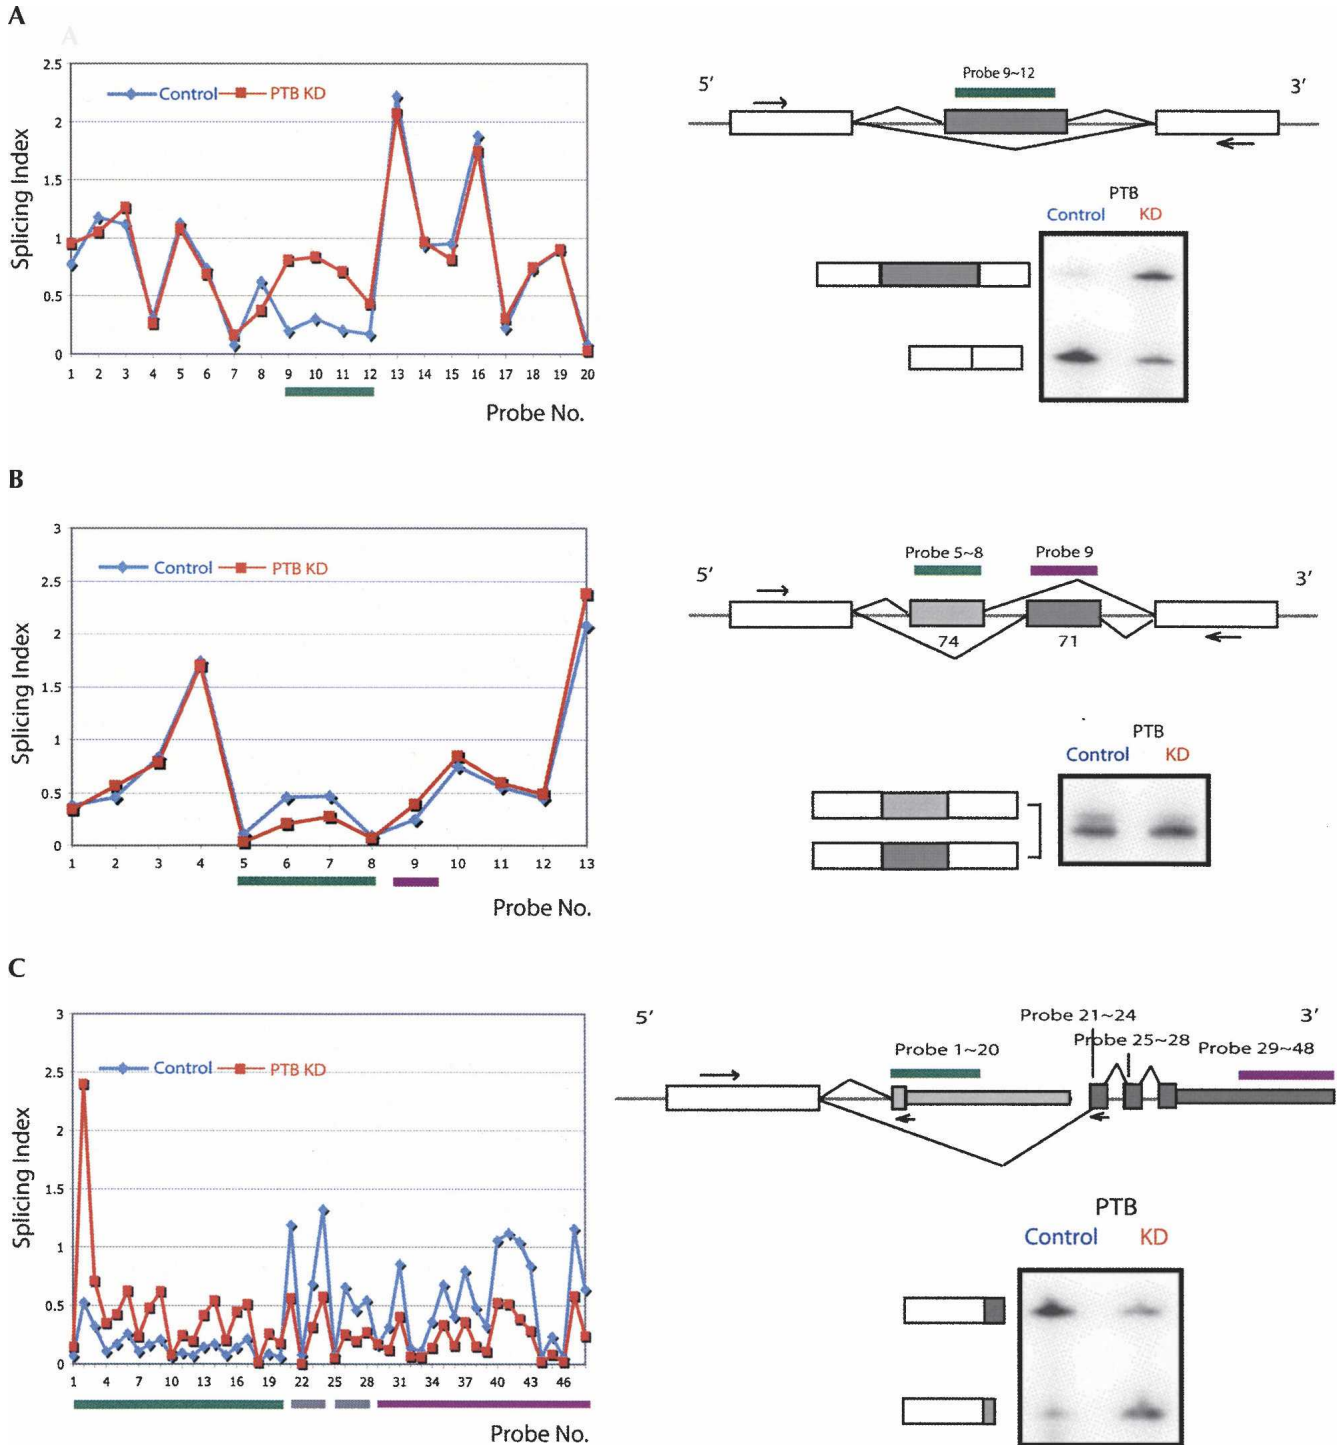 A
A
2.5
2
1.5
1
0.5
0
Splicing Index
Control PTB KD
1 2 3 4 5 6 7 8 9 10 11 12 13 14 15 16 17 18 19 20
Probe No.
Probe 9~12
5′ 3′
PTB
Control KD
B
3
2.5
2
1.5
1
0.5
0
Splicing Index
Control PTB KD
1 2 3 4 5 6 7 8 9 10 11 12 13
Probe No.
Probe 5~8 Probe 9
5′ 3′
74 71
PTB
Control KD
C
3
2.5
2
1.5
1
0.5
0
Splicing Index
Control PTB KD
1 4 7 10 13 16 19 22 25 28 31 34 37 40 43 46
Probe No.
5′ 3′
Probe 21~24
Probe 25~28
Probe 1~20 Probe 29~48
PTB
Control KD